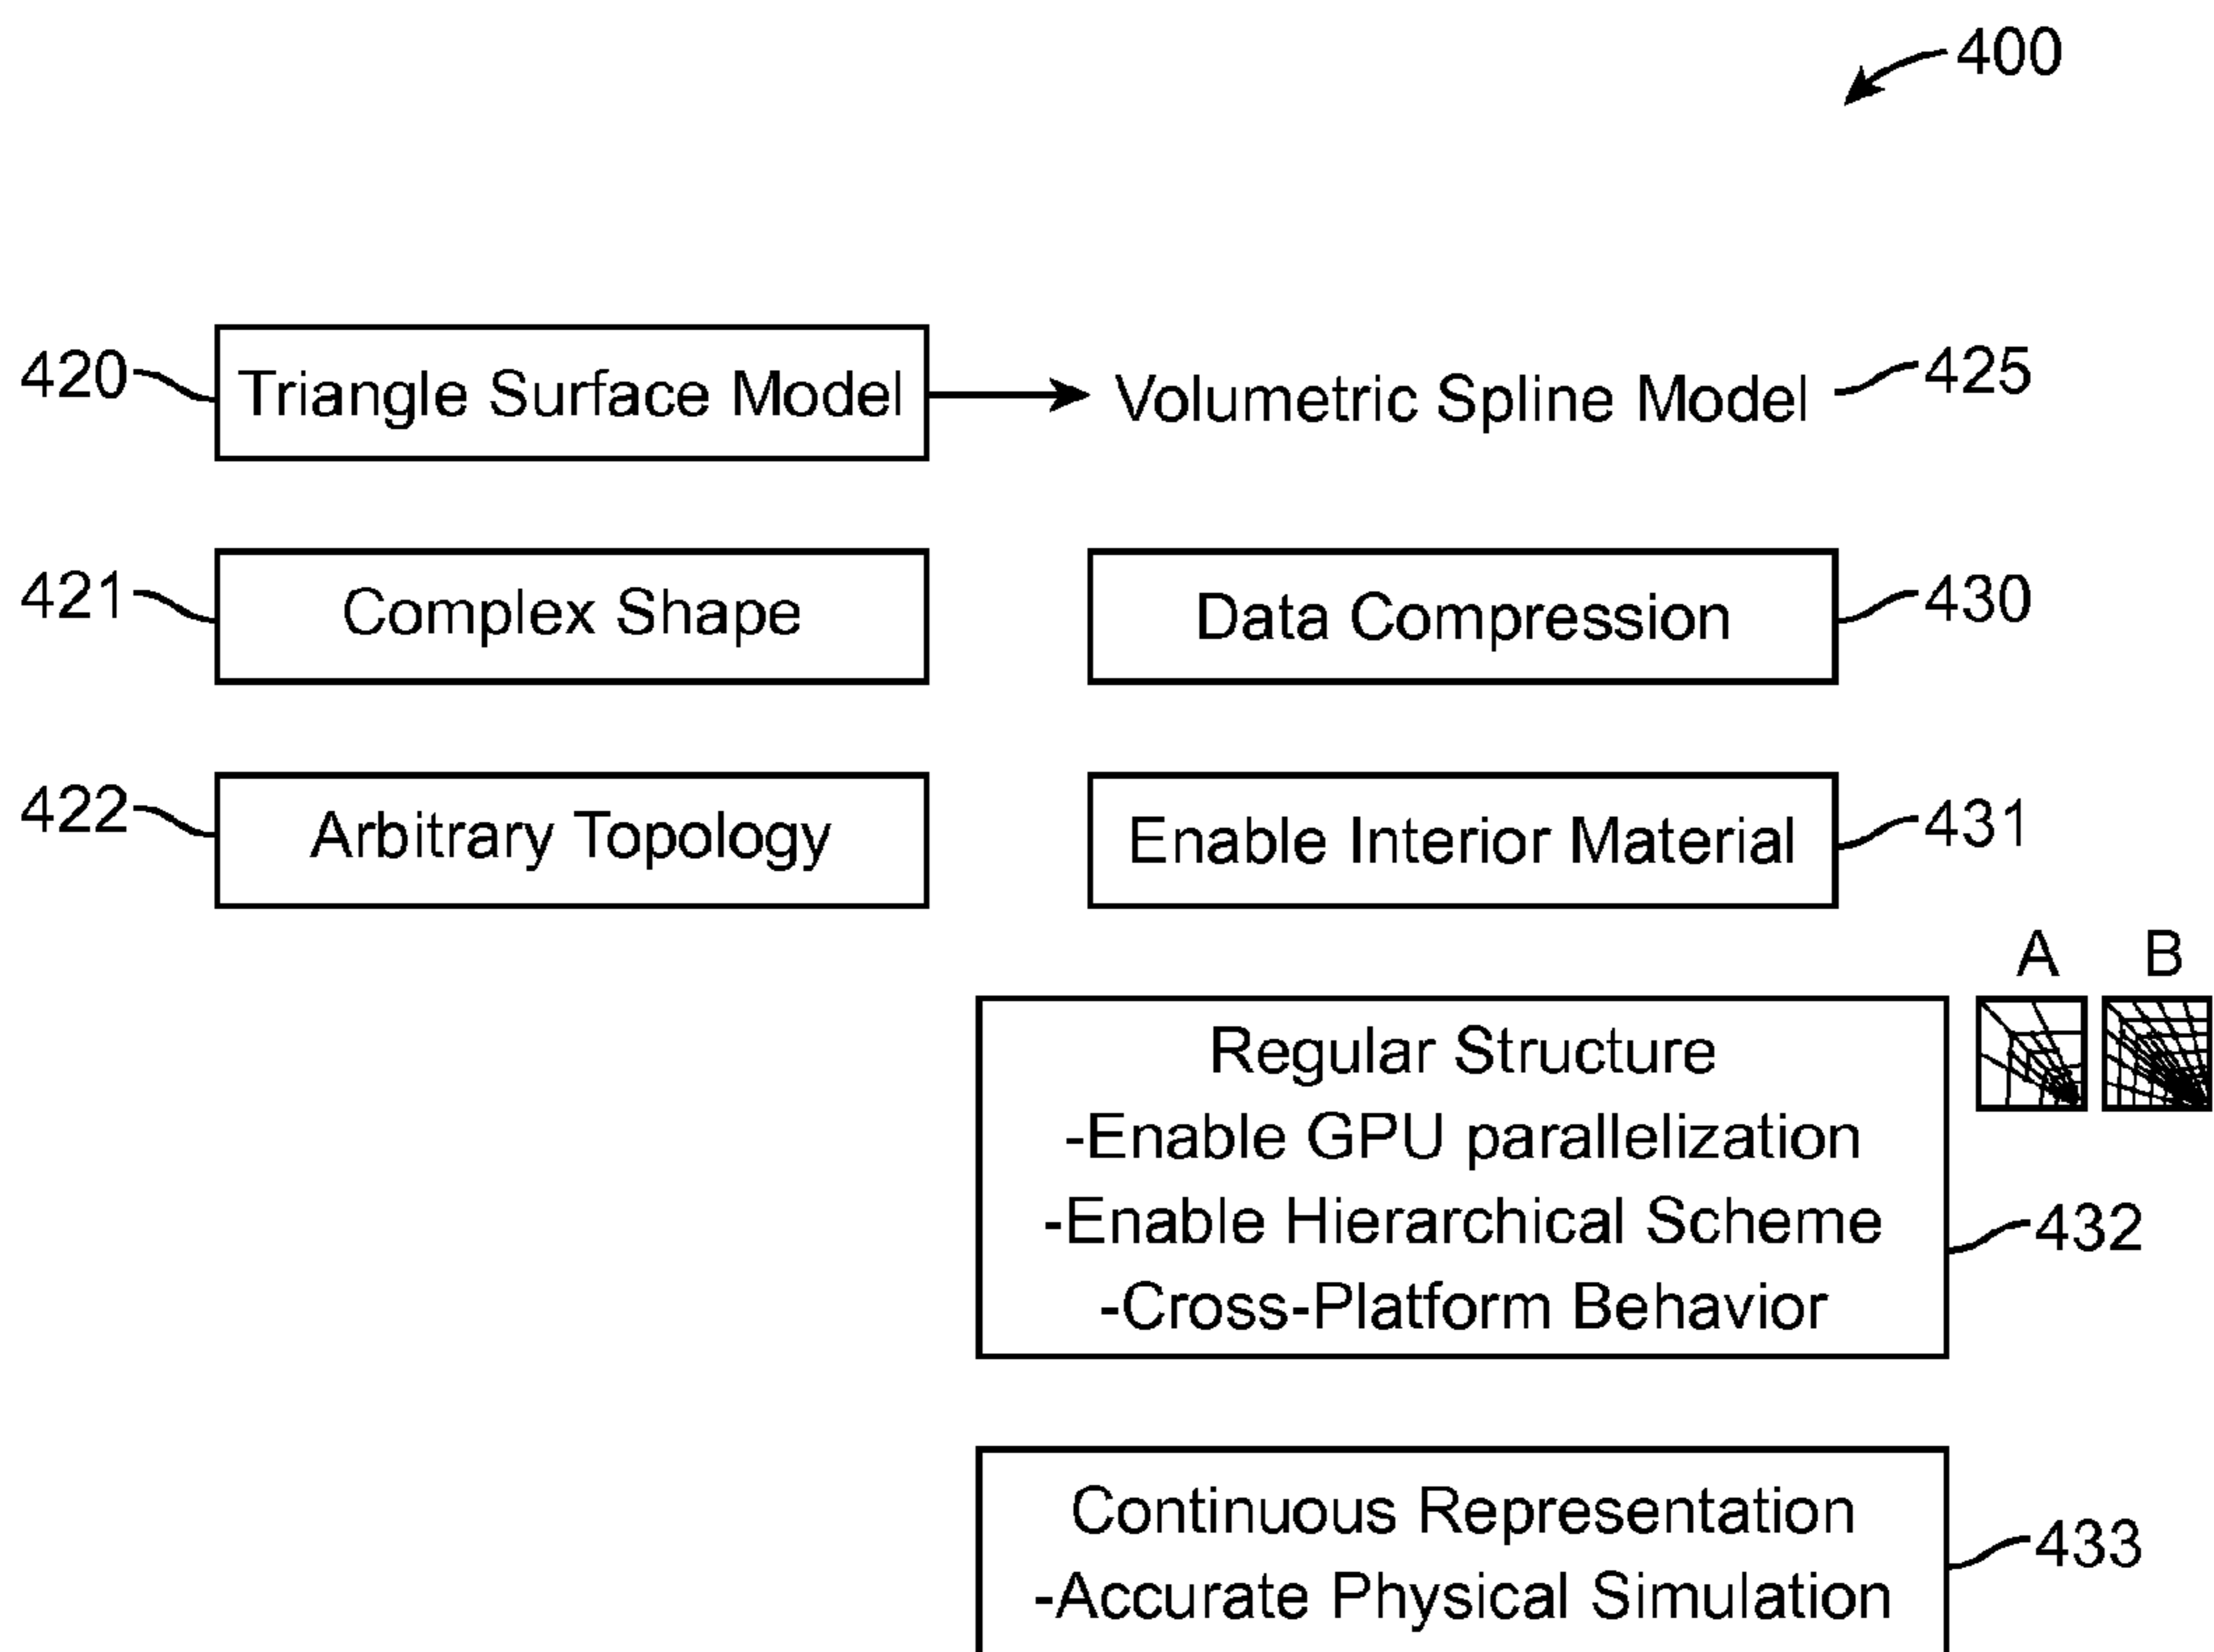 400
420
Triangle Surface Model
Volumetric Spline Model
425
421
Complex Shape
Data Compression
430
422
Arbitrary Topology
Enable Interior Material
431
A
B
Regular Structure
-Enable GPU parallelization
-Enable Hierarchical Scheme
-Cross-Platform Behavior
432
Continuous Representation
-Accurate Physical Simulation
433